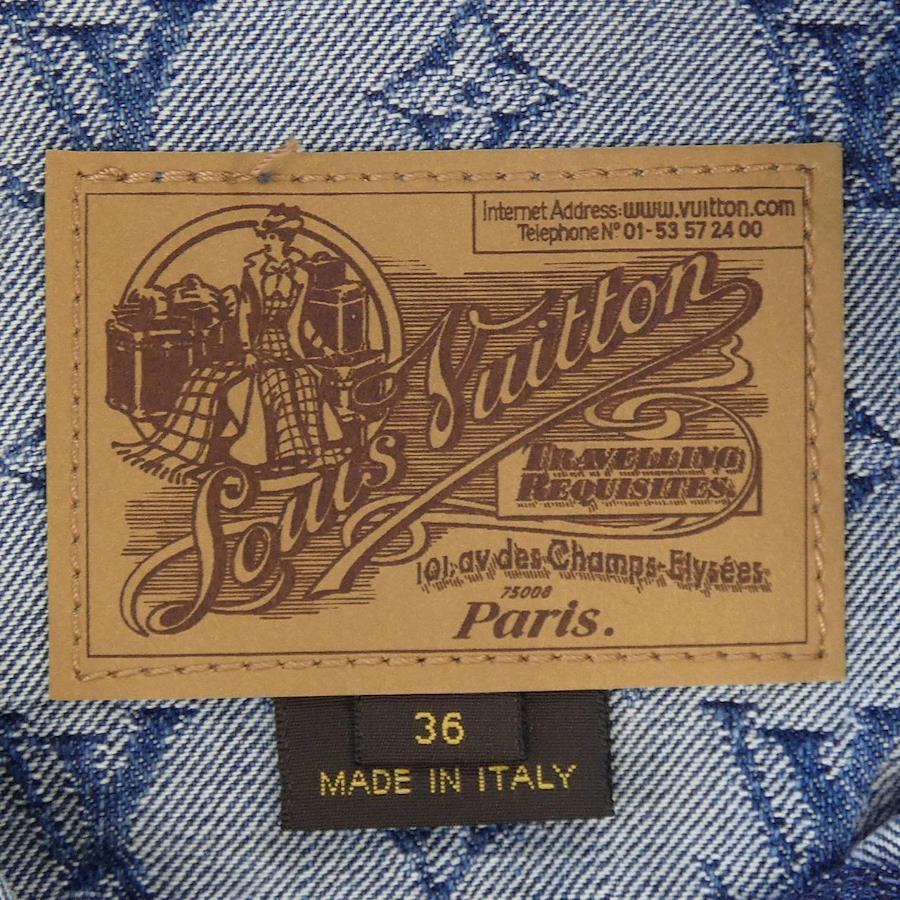 Internet Address: www.vuitton.com
Telephone N° 01-53 57 24 00
Louis Vuitton
TRAVELLING
REQUISITES.
101, av des Champs-Elysées.
75008
Paris.
36
MADE IN ITALY